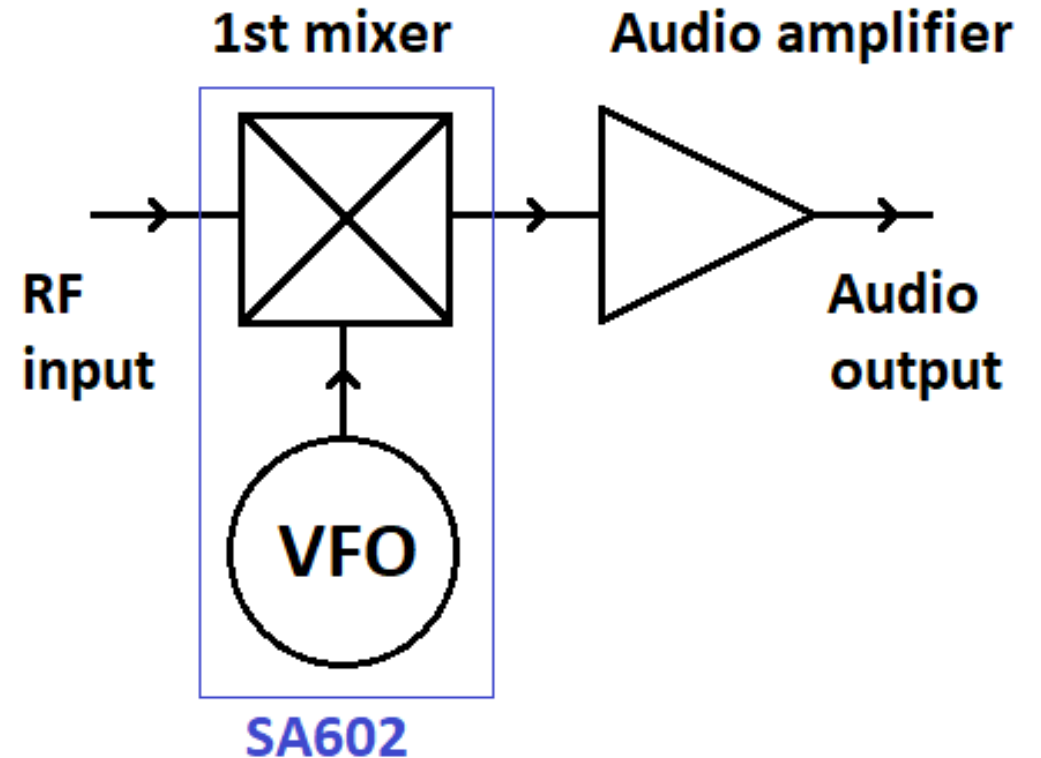 1st mixer
Audio amplifier
RF
input
Audio
output
VFO
SA602